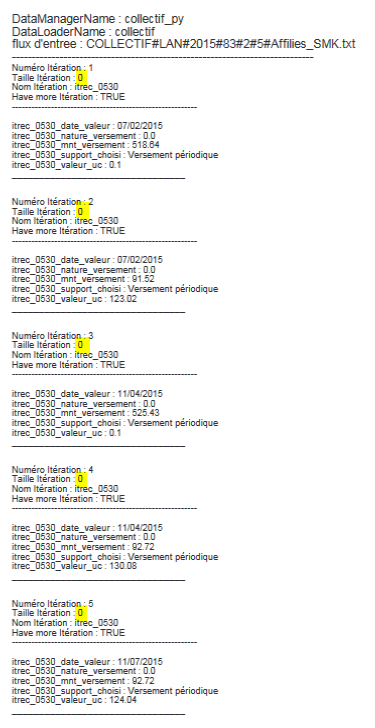 DataManagerName : collectif_py
DataLoaderName : collectif
flux d'entree : COLLECTIF#LAN#2015#83#2#5#Affilies_SMK.txt
Numéro Itération : 1
Taille Itération : 0
Nom Itération : itrec_0530
Have more Itération : TRUE
itrec_0530_date_valeur : 07/02/2015
itrec_0530_nature_versement : 0.0
itrec_0530_mnt_versement : 518.64
itrec_0530_support_choisi : Versement périodique
itrec_0530_valeur_uc : 0.1
Numéro Itération : 2
Taille Itération : 0
Nom Itération : itrec_0530
Have more Itération : TRUE
itrec_0530_date_valeur : 07/02/2015
itrec_0530_nature_versement : 0.0
itrec_0530_mnt_versement : 91.52
itrec_0530_support_choisi : Versement périodique
itrec_0530_valeur_uc : 123.02
Numéro Itération : 3
Taille Itération : 0
Nom Itération : itrec_0530
Have more Itération : TRUE
itrec_0530_date_valeur : 11/04/2015
itrec_0530_nature_versement : 0.0
itrec_0530_mnt_versement : 525.43
itrec_0530_support_choisi : Versement périodique
itrec_0530_valeur_uc : 0.1
Numéro Itération : 4
Taille Itération : 0
Nom Itération : itrec_0530
Have more Itération : TRUE
itrec_0530_date_valeur : 11/04/2015
itrec_0530_nature_versement : 0.0
itrec_0530_mnt_versement : 92.72
itrec_0530_support_choisi : Versement périodique
itrec_0530_valeur_uc : 130.08
Numéro Itération : 5
Taille Itération : 0
Nom Itération : itrec_0530
Have more Itération : TRUE
itrec_0530_date_valeur : 11/07/2015
itrec_0530_nature_versement : 0.0
itrec_0530_mnt_versement : 92.72
itrec_0530_support_choisi : Versement périodique
itrec_0530_valeur_uc : 124.04